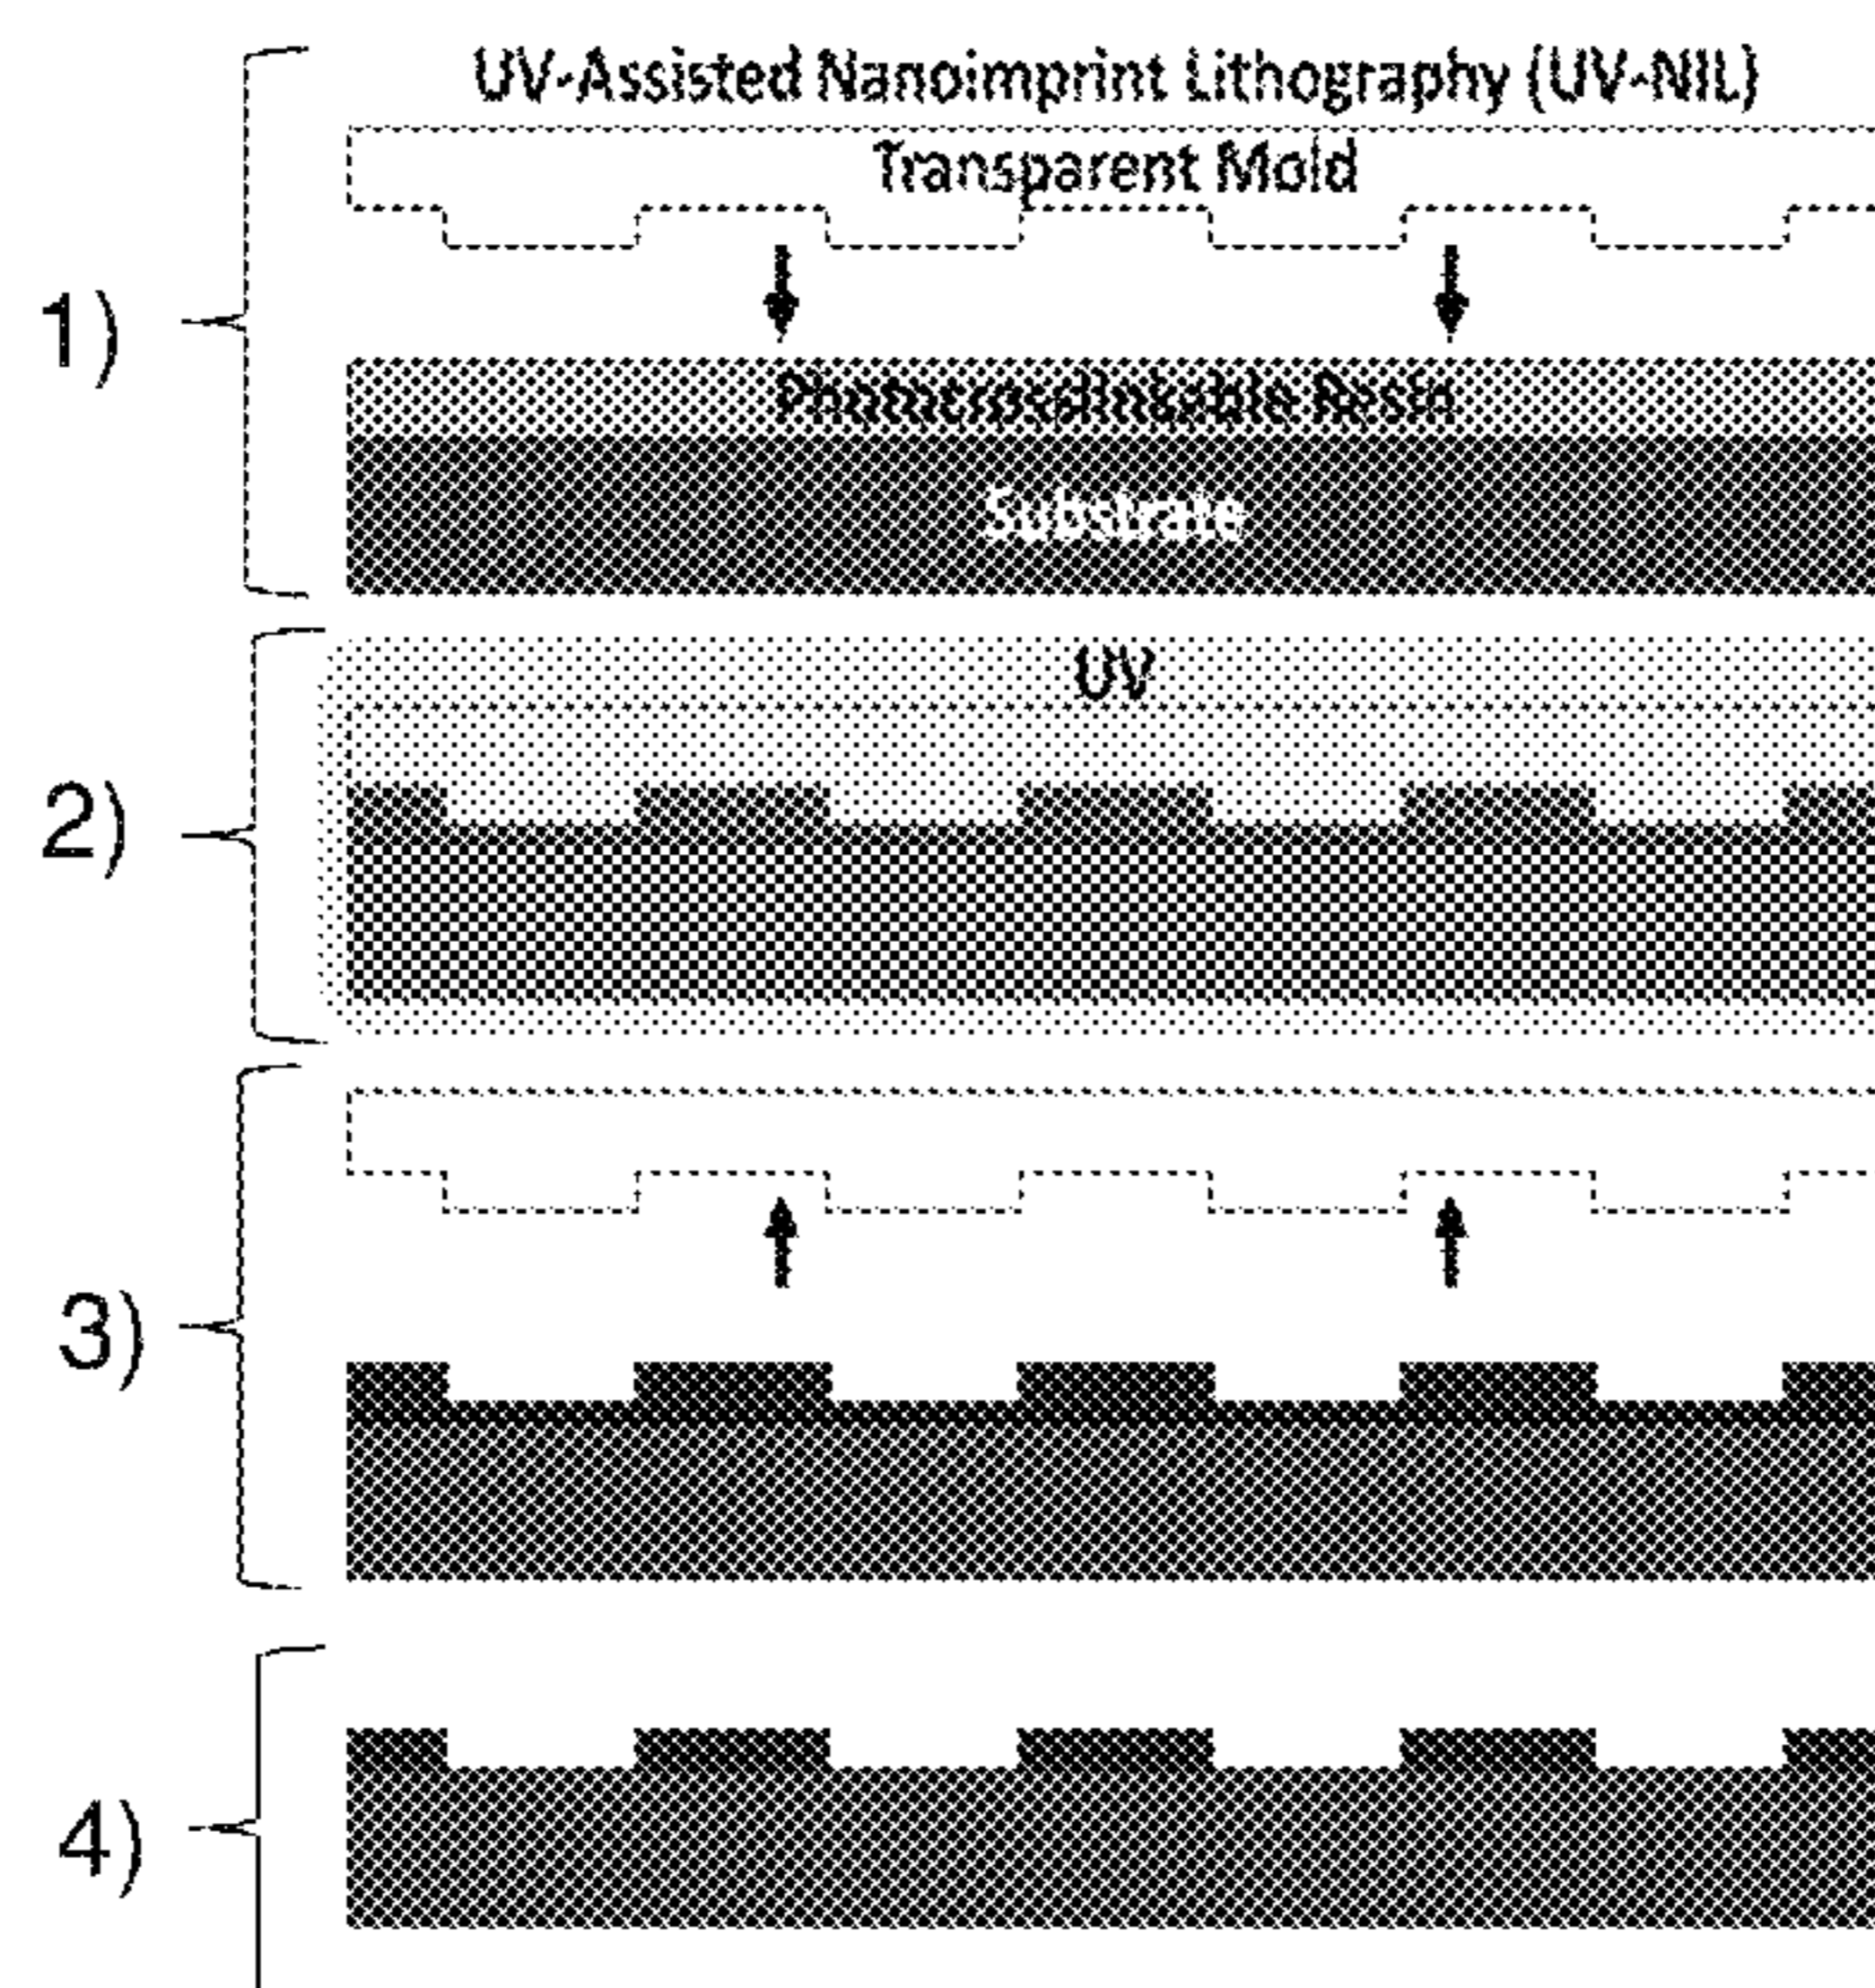 UV-Assisted Nanoimprint Lithography (UV-NIL)
Transparent Mold
1)
Photocrosslinkable Resin
Substrate
UV
2)
3)
4)